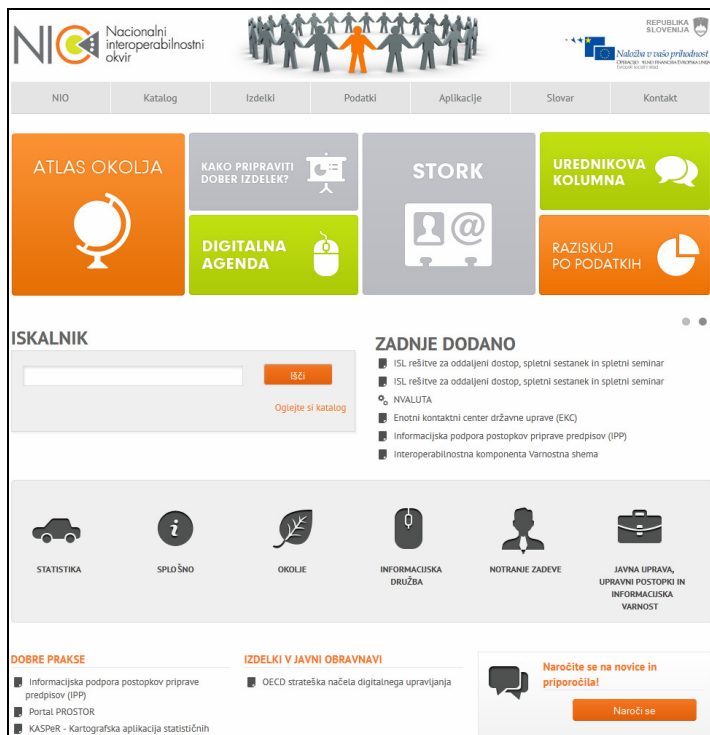 NIO
Nacionalni
interoperabilnostni
okvir
REPUBLIKA
SLOVENIJA
Naložba v vašo prihodnost
NIO
Katalog
Izdelki
Podatki
Aplikacije
Slovar
Kontakt
ATLAS OKOLJA
KAKO PRIPRAVITI
DOBER IZDELEK?
DIGITALNA
AGENDA
STORK
@
UREDNIKOVA
KOLUMNA
RAZISKUJ
PO PODATKIH
ISKALNIK
Išči
Oglejte si katalog
ZADNJE DODANO
ISL rešitve za oddaljeni dostop, spletni sestanek in spletni seminar
ISL rešitve za oddaljeni dostop, spletni sestanek in spletni seminar
NVALUTA
Enotni kontaktni center državne uprave (EKC)
Informacijska podpora postopkov priprave predpisov (IPP)
Interoperabilnostna komponenta Varnostna shema
STATISTIKA
SPLOŠNO
OKOLJE
INFORMACIJSKA
DRUŽBA
NOTRANJE ZADEVE
JAVNA UPRAVA,
UPRAVNI POSTOPKI IN
INFORMACIJSKA
VARNOST
DOBRE PRAKSE
Informacijska podpora postopkov priprave
predpisov (IPP)
Portal PROSTOR
KASPeR - Kartografska aplikacija statističnih
IZDELKI V JAVNI OBRAVNAVI
OECD strateška načela digitalnega upravljanja
Naročite se na novice in
priporočila!
Naroči se